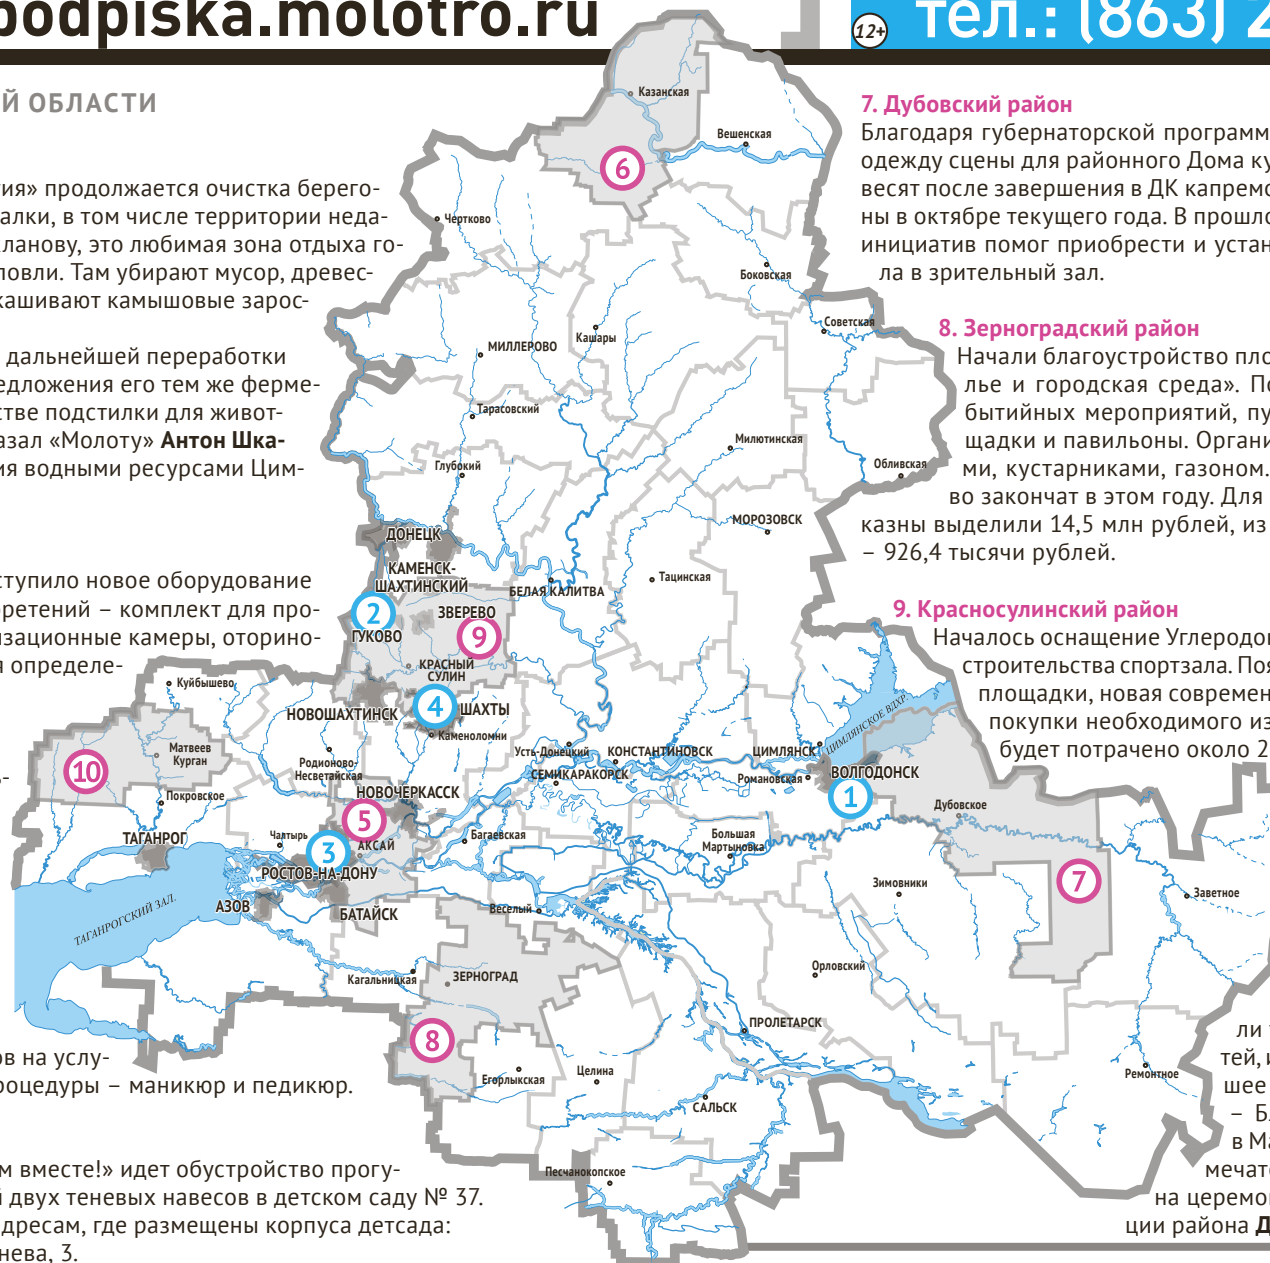 podpiska.molotro.ru
12+
тел.: (863) 2
Й ОБЛАСТИ
ия» продолжается очистка берего-
алки, в том числе территории неда-
ланову, это любимая зона отдыха го-
ловли. Там убирают мусор, древес-
кашивают камышовые зарос-
дальнейшей переработки
едложения его тем же ферме-
стве подстилки для живот-
азал «Молоту» Антон Шка-
ия водными ресурсами Цим-
ступило новое оборудование
ретений – комплект для про-
изационные камеры, оторино-
я определе-
ов на услу-
роцедуры – маникюр и педикюр.
м вместе!» идет обустройство прогу-
й двух теневых навесов в детском саду № 37.
дресам, где размещены корпуса детсада:
нева, 3.
7. Дубовский район
Благодаря губернаторской программ
одежду сцены для районного Дома ку
весят после завершения в ДК капремо
ны в октябре текущего года. В прошло
инициатив помог приобрести и устан
ла в зрительный зал.
8. Зерноградский район
Начали благоустройство пло
лье и городская среда». По
бытийных мероприятий, пу
щадки и павильоны. Органи
ми, кустарниками, газоном.
во закончат в этом году. Для
казны выделили 14,5 млн рублей, из
– 926,4 тысячи рублей.
9. Красносулинский район
Началось оснащение Углеродо
строительства спортзала. Поя
площадки, новая современ
покупки необходимого из
будет потрачено около 2
ли
тей, и
шее
– Бл
в Ма
мечат
на церемо
ции района Д
Казанская
6
Вешенская
Чертково
Боковская
Советская
МИЛЛЕРОВО
Кашары
Тарасовский
Милютинская
Глубокий
Обливская
МОРОЗОВСК
ДОНЕЦК
КАМЕНСК-
ШАХТИНСКИЙ
Тацинская
БЕЛАЯ КАЛИТВА
2
ЗВЕРЕВО
ГУКОВО
9
КРАСНЫЙ
СУЛИН
Куйбышево
НОВОШАХТИНСК
4
ШАХТЫ
Каменоломни
ЦИМЛЯНСКОЕ ВДХР.
Матвеев
Курган
Родионово-
Несветайская
Усть-Донецкий
КОНСТАНТИНОВСК
ЦИМЛЯНСК
10
СЕМИКАРАКОРСК
Романовская
ВОЛГОДОНСК
1
Покровское
НОВОЧЕРКАССК
Дубовское
5
ТАГАНРОГ
Чалтырь
АКСАЙ
Багаевская
Большая
Мартыновка
3
РОСТОВ-НА-ДОНУ
Зимовники
7
Заветное
АЗОВ
БАТАЙСК
Веселый
ТАГАНРОГСКИЙ ЗАЛ.
Кагальницкая
ЗЕРНОГРАД
Орловский
ПРОЛЕТАРСК
8
Егорлыкская
Целина
Ремонтное
САЛЬСК
Песчанокопское